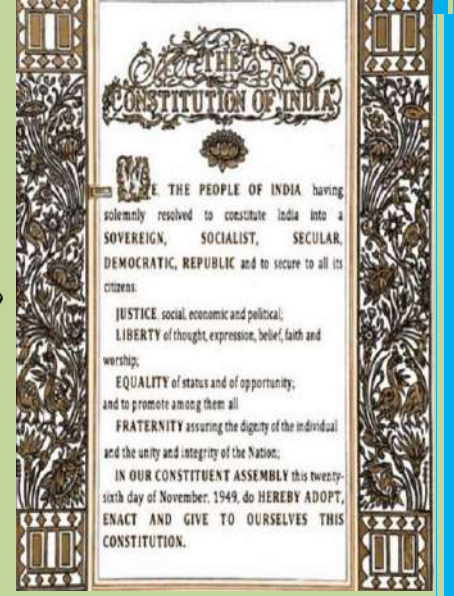 THE
CONSTITUTION OF INDIA
WE, THE PEOPLE OF INDIA, having
solemnly resolved to constitute India into a
SOVEREIGN, SOCIALIST, SECULAR,
DEMOCRATIC, REPUBLIC and to secure to all its
citizens:
JUSTICE, social, economic and political;
LIBERTY of thought, expression, belief, faith and
worship;
EQUALITY of status and of opportunity;
and to promote among them all
FRATERNITY assuring the dignity of the individual
and the unity and integrity of the Nation;
IN OUR CONSTITUENT ASSEMBLY this twenty-
sixth day of November, 1949, do HEREBY ADOPT,
ENACT AND GIVE TO OURSELVES THIS
CONSTITUTION.